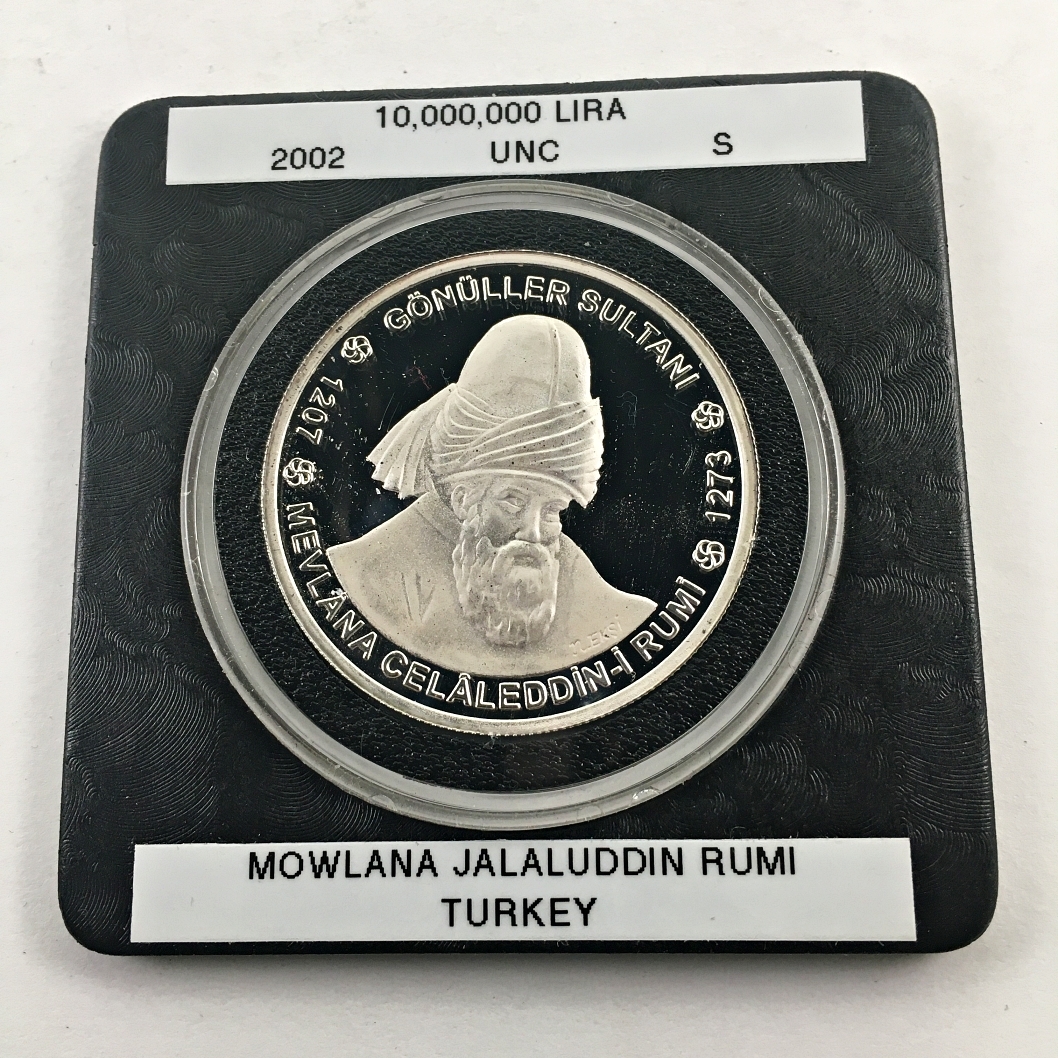 10,000,000 LIRA
2002 UNC S
GÖNÜLLER SULTANI
1207
1273
MEVLÂNA CELÂLEDDİN-İ RUMİ
MOWLANA JALALUDDIN RUMI
TURKEY